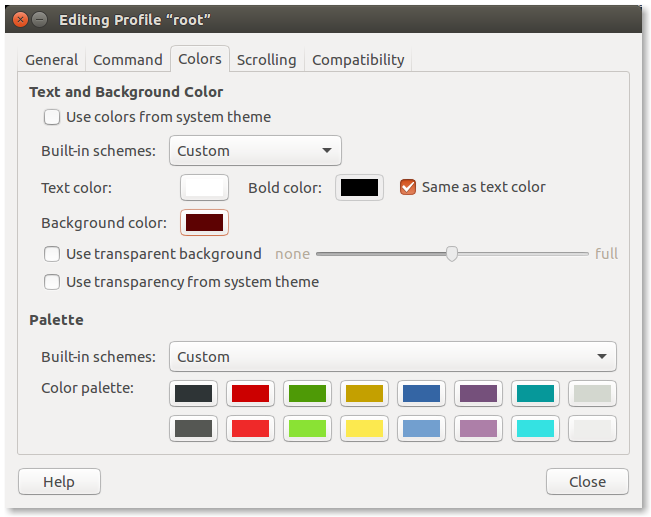 Editing Profile “root”
General Command Colors Scrolling Compatibility
Text and Background Color
Use colors from system theme
Built-in schemes: Custom
Text color: Bold color: Same as text color
Background color:
Use transparent background none full
Use transparency from system theme
Palette
Built-in schemes: Custom
Color palette:
Help Close